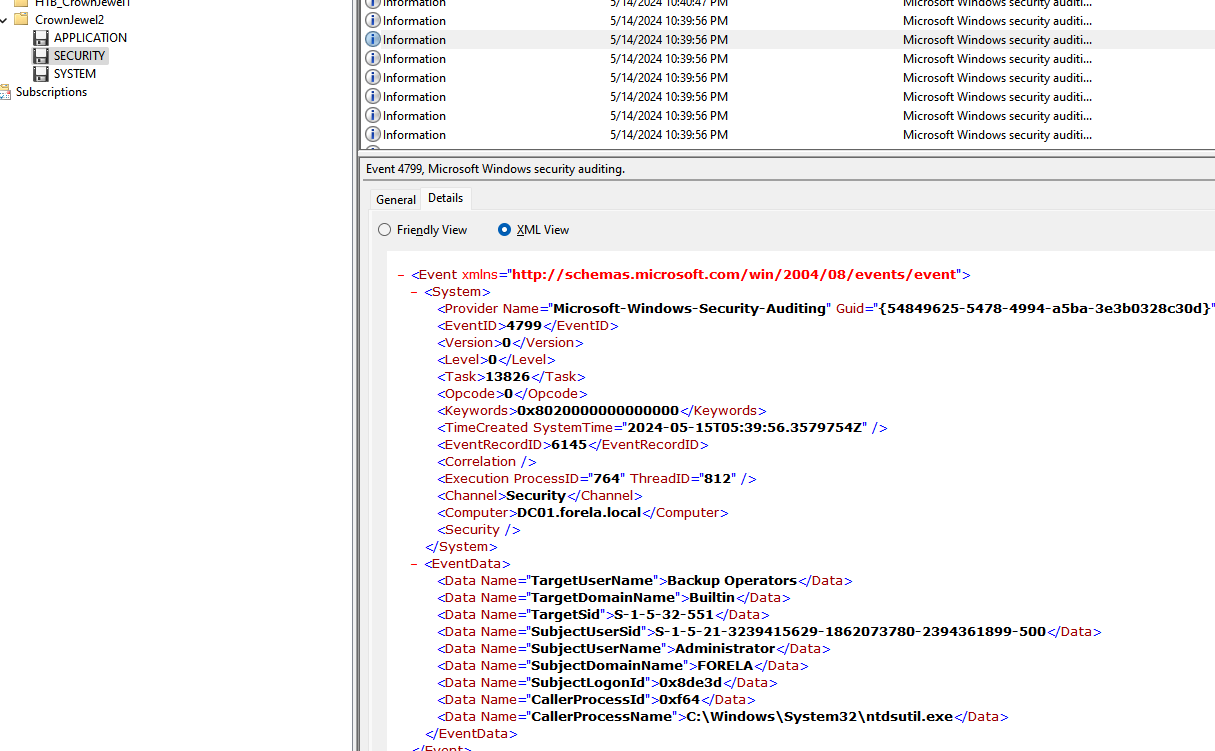 HTB_CrownJewel1
CrownJewel2
APPLICATION
SECURITY
SYSTEM
Subscriptions
Information 5/14/2024 10:40:47 PM Microsoft Windows security auditi...
Information 5/14/2024 10:39:56 PM Microsoft Windows security auditi...
Information 5/14/2024 10:39:56 PM Microsoft Windows security auditi...
Information 5/14/2024 10:39:56 PM Microsoft Windows security auditi...
Information 5/14/2024 10:39:56 PM Microsoft Windows security auditi...
Information 5/14/2024 10:39:56 PM Microsoft Windows security auditi...
Information 5/14/2024 10:39:56 PM Microsoft Windows security auditi...
Information 5/14/2024 10:39:56 PM Microsoft Windows security auditi...
Event 4799, Microsoft Windows security auditing.
General Details
Friendly View XML View
- <Event xmlns="http://schemas.microsoft.com/win/2004/08/events/event">
- <System>
<Provider Name="Microsoft-Windows-Security-Auditing" Guid="{54849625-5478-4994-a5ba-3e3b0328c30d}"
<EventID>4799</EventID>
<Version>0</Version>
<Level>0</Level>
<Task>13826</Task>
<Opcode>0</Opcode>
<Keywords>0x8020000000000000</Keywords>
<TimeCreated SystemTime="2024-05-15T05:39:56.3579754Z" />
<EventRecordID>6145</EventRecordID>
<Correlation />
<Execution ProcessID="764" ThreadID="812" />
<Channel>Security</Channel>
<Computer>DC01.forela.local</Computer>
<Security />
</System>
- <EventData>
<Data Name="TargetUserName">Backup Operators</Data>
<Data Name="TargetDomainName">Builtin</Data>
<Data Name="TargetSid">S-1-5-32-551</Data>
<Data Name="SubjectUserSid">S-1-5-21-3239415629-1862073780-2394361899-500</Data>
<Data Name="SubjectUserName">Administrator</Data>
<Data Name="SubjectDomainName">FORELA</Data>
<Data Name="SubjectLogonId">0x8de3d</Data>
<Data Name="CallerProcessId">0xf64</Data>
<Data Name="CallerProcessName">C:\Windows\System32\ntdsutil.exe</Data>
</EventData>
</Event>